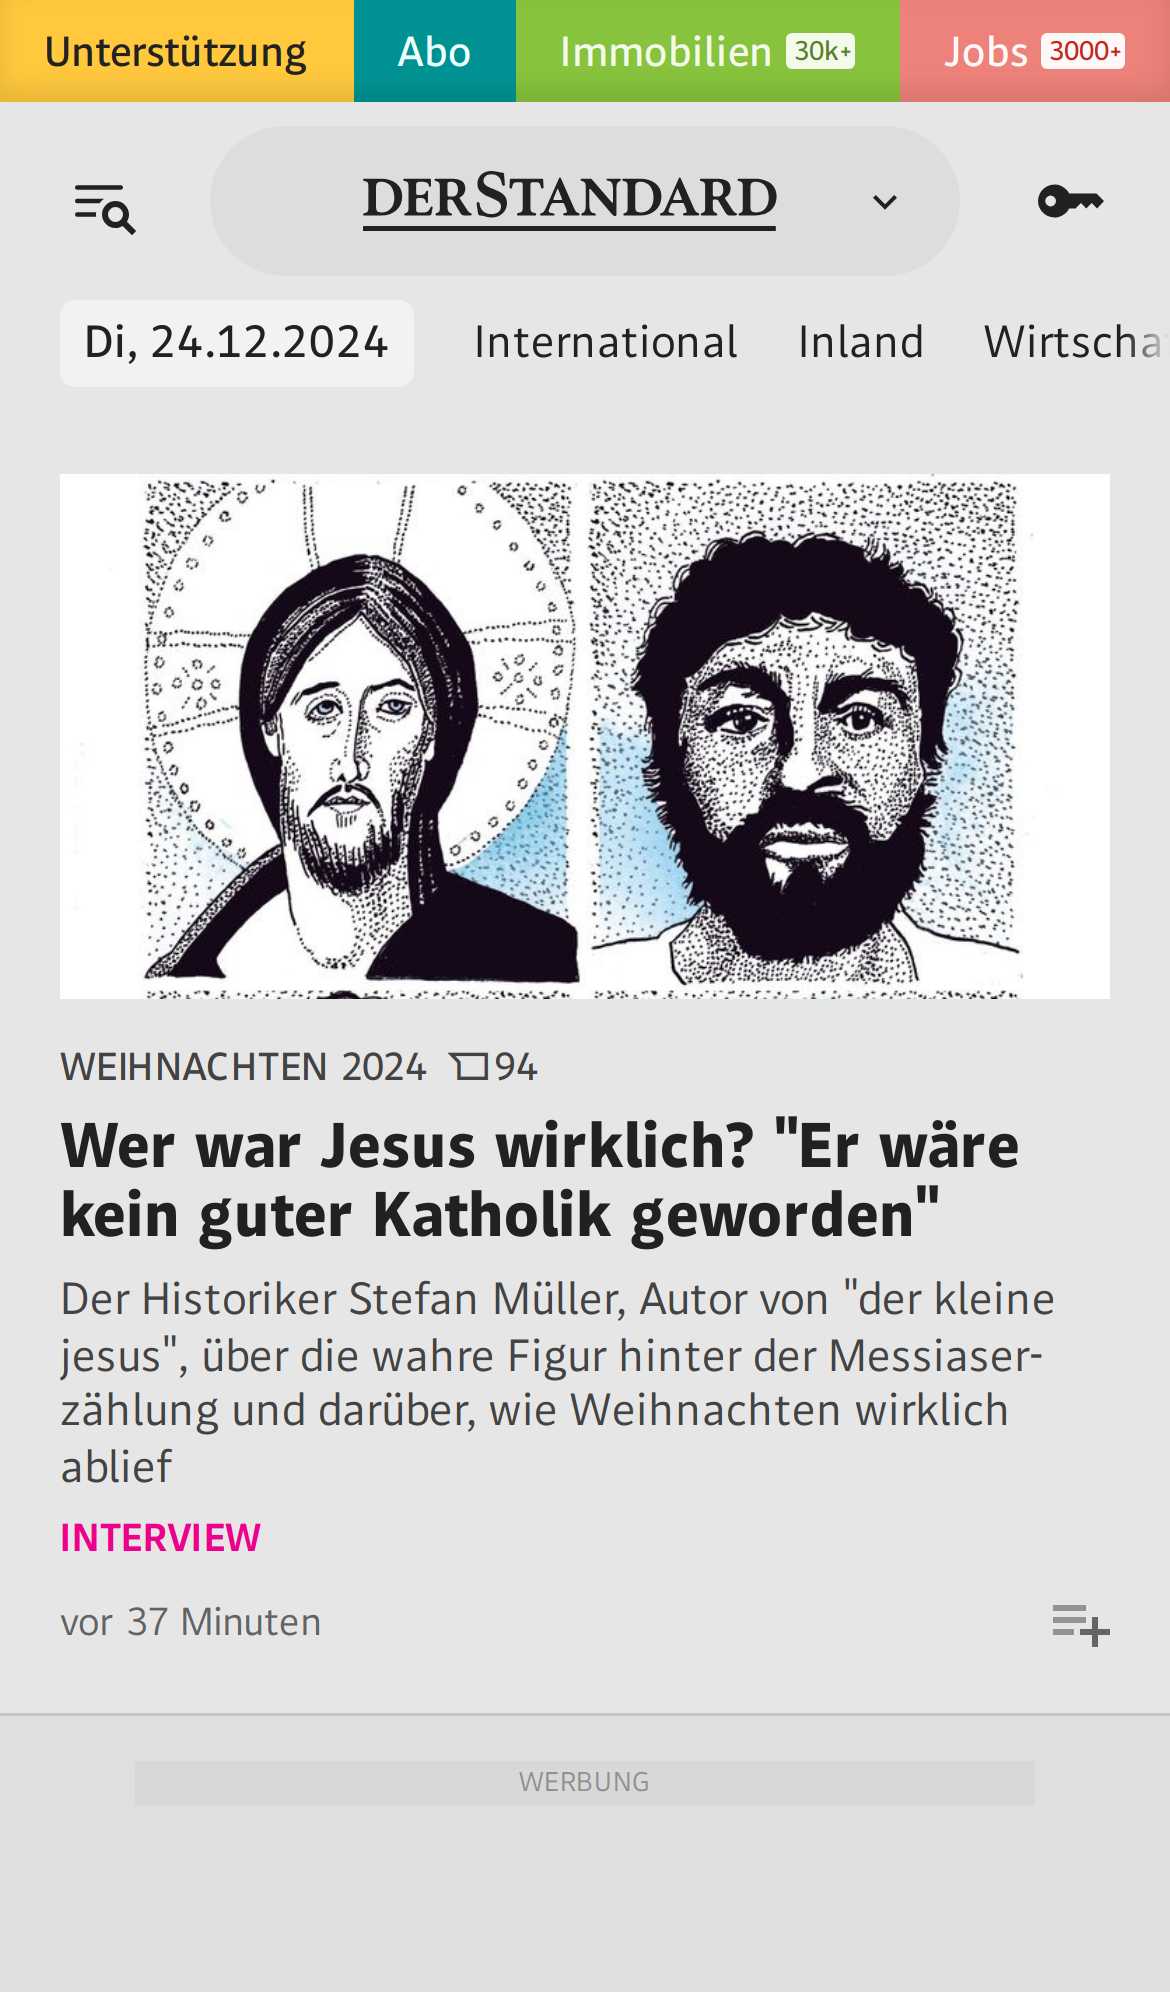 Unterstützung Abo Immobilien 30k+ Jobs 3000+
DERSTANDARD
Di, 24.12.2024 International Inland Wirtscha
WEIHNACHTEN 2024 94
Wer war Jesus wirklich? "Er wäre
kein guter Katholik geworden"
Der Historiker Stefan Müller, Autor von "der kleine
jesus", über die wahre Figur hinter der Messiaser-
zählung und darüber, wie Weihnachten wirklich
ablief
INTERVIEW
vor 37 Minuten
WERBUNG